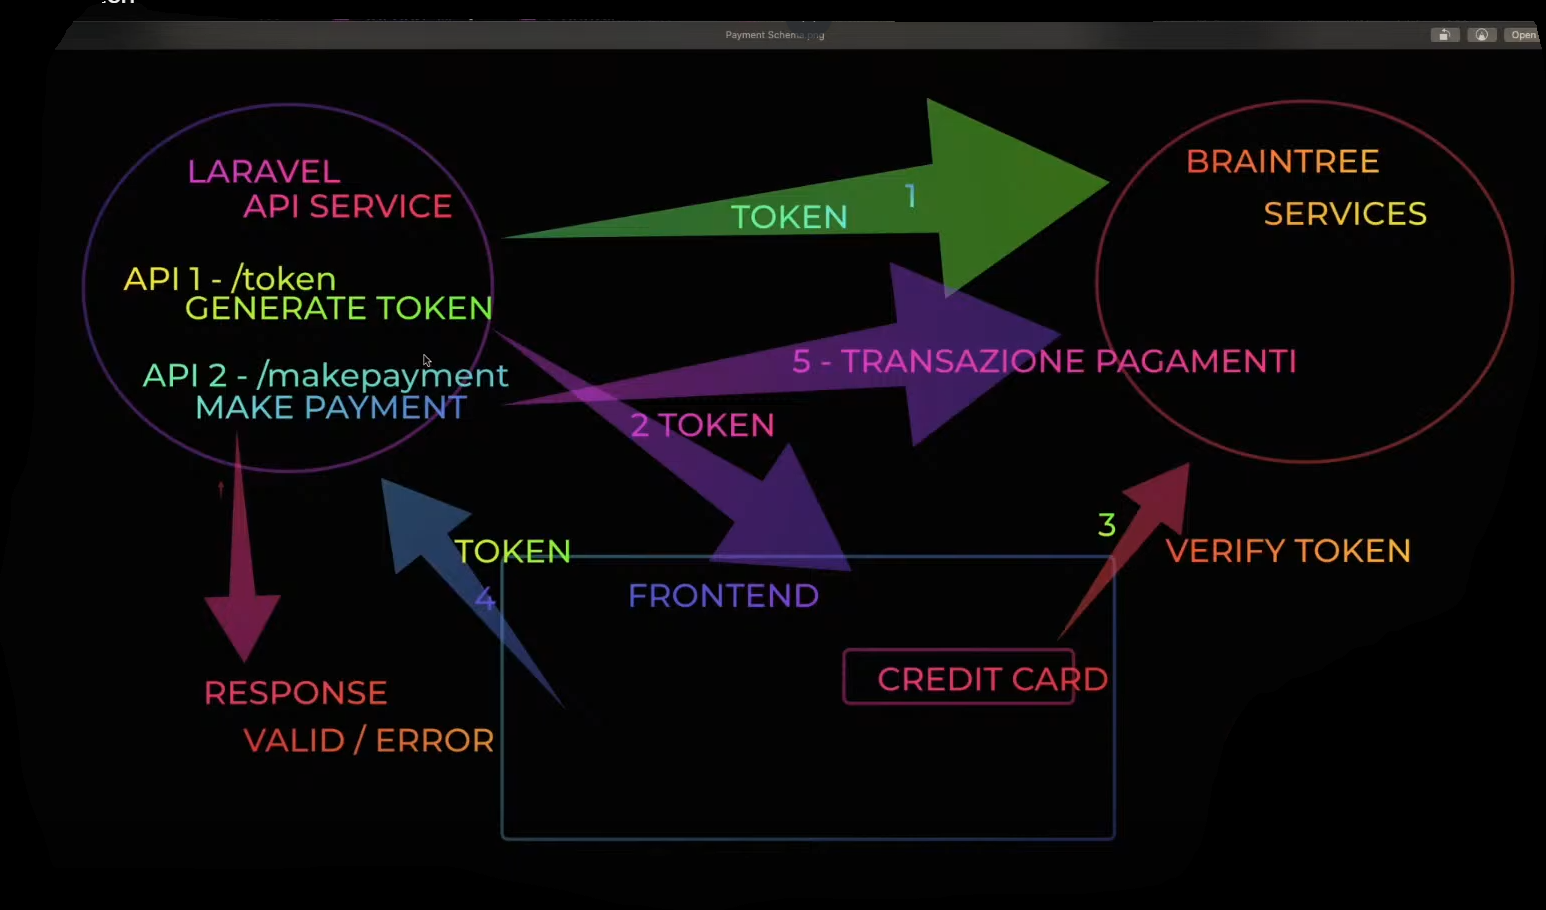 Payment Schema.png
Open
LARAVEL
API SERVICE
API 1 - /token
GENERATE TOKEN
API 2 - /makepayment
MAKE PAYMENT
1
TOKEN
BRAINTREE
SERVICES
5 - TRANSAZIONE PAGAMENTI
2 TOKEN
3
VERIFY TOKEN
TOKEN
4
FRONTEND
CREDIT CARD
RESPONSE
VALID / ERROR